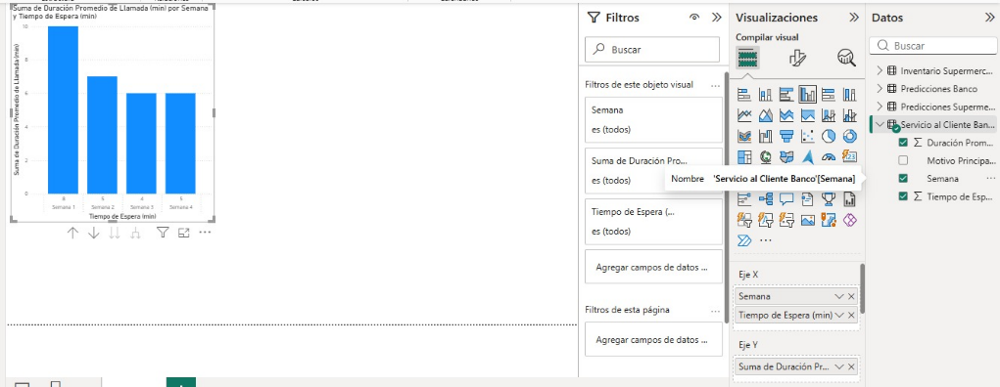 Suma de Duración Promedio de Llamada (min) por Semana
y Tiempo de Espera (min)
Suma de Duración Promedio de Llamada (min)
10
8
6
4
2
0
8
5
4
5
Semana 1
Semana 2
Semana 3
Semana 4
Tiempo de Espera (min)
Filtros
Buscar
Filtros de este objeto visual
...
Semana
es (todos)
Suma de Duración Pro...
es (todos)
Tiempo de Espera (...
es (todos)
Agregar campos de datos ...
Filtros de esta página
...
Agregar campos de datos ...
Visualizaciones
Compilar visual
123
Nombre 'Servicio al Cliente Banco'[Semana]
...
Eje X
Semana
Tiempo de Espera (min)
Eje Y
Suma de Duración Pr...
Datos
Buscar
Inventario Supermerc...
Predicciones Banco
Predicciones Superme...
Servicio al Cliente Ban...
Σ Duración Prom...
Motivo Principa...
Semana ...
Σ Tiempo de Esp...